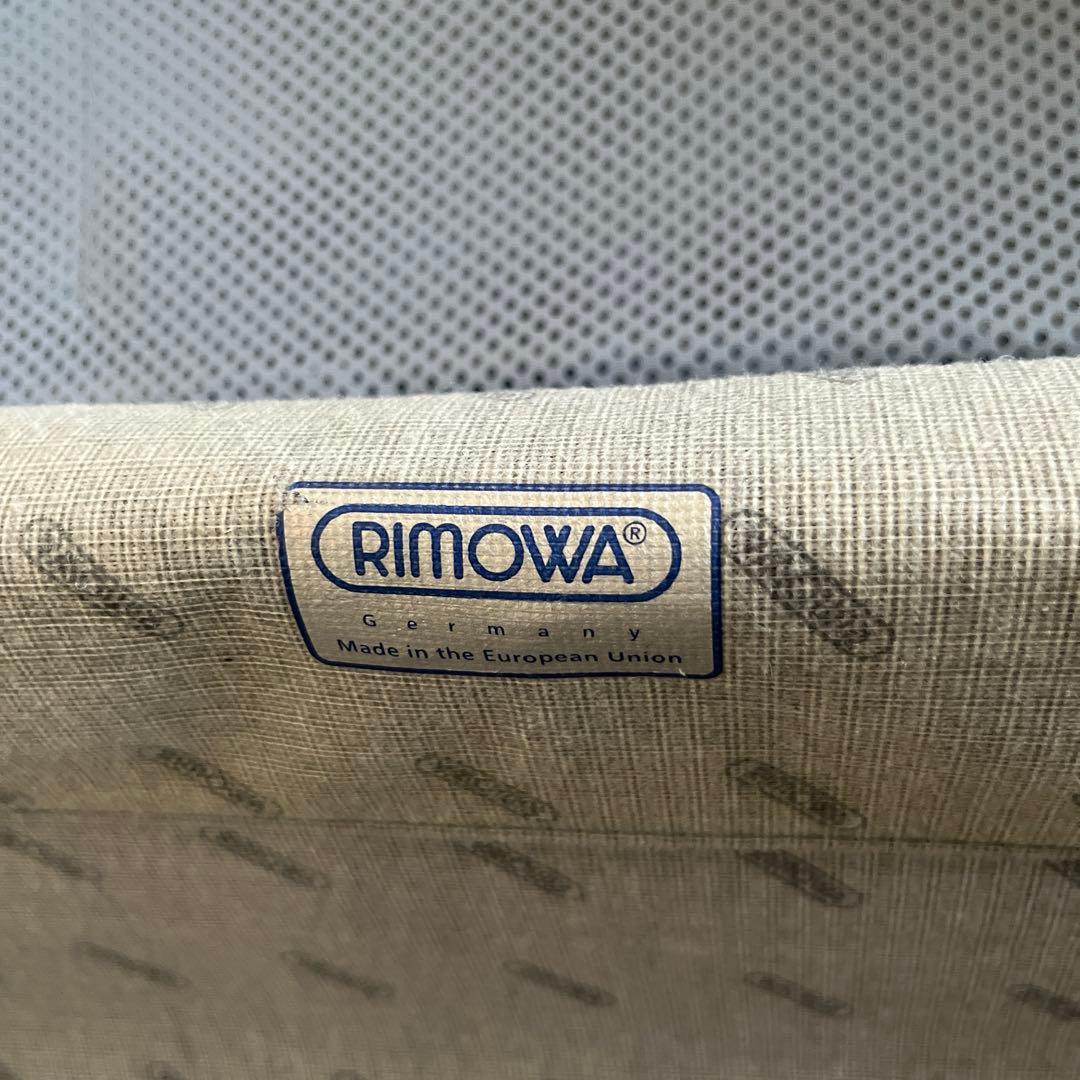 RIMOWA®
Germany
Made in the European Union